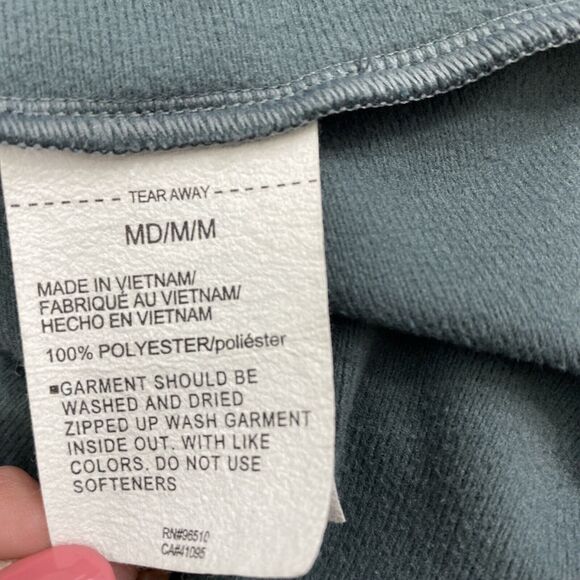 TEAR AWAY
MD/M/M
MADE IN VIETNAM/
FABRIQUÉ AU VIETNAM/
HECHO EN VIETNAM
100% POLYESTER/poliéster
▪GARMENT SHOULD BE
WASHED AND DRIED
ZIPPED UP WASH GARMENT
INSIDE OUT. WITH LIKE
COLORS. DO NOT USE
SOFTENERS
RN#96510
CA#41095